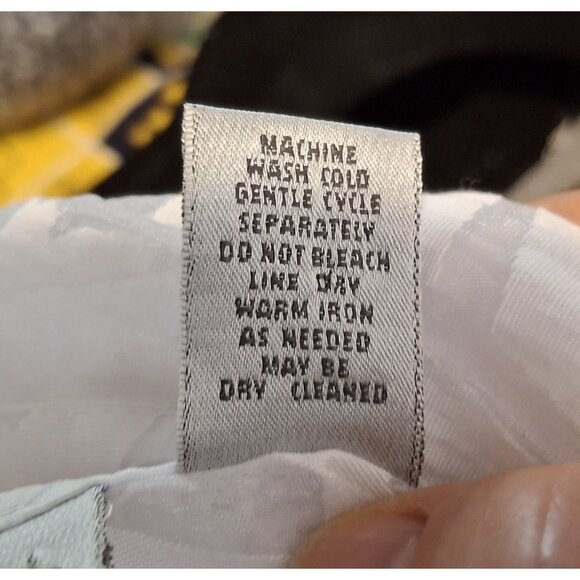 MACHINE
WASH COLD
GENTLE CYCLE
SEPARATELY
DO NOT BLEACH
LINE DRY
WARM IRON
AS NEEDED
MAY BE
DRY CLEANED